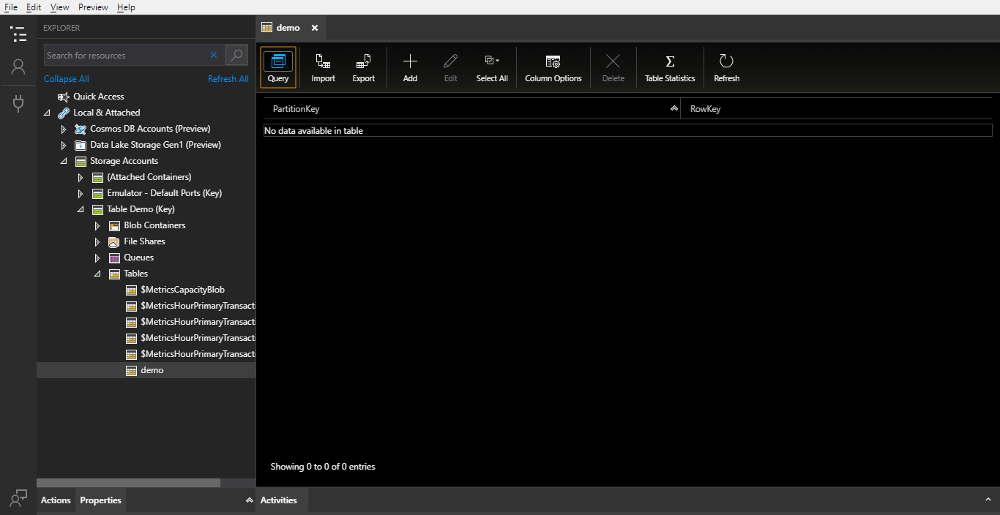 File Edit View Preview Help
EXPLORER
Search for resources
Collapse All Refresh All
Quick Access
Local & Attached
Cosmos DB Accounts (Preview)
Data Lake Storage Gen1 (Preview)
Storage Accounts
(Attached Containers)
Emulator - Default Ports (Key)
Table Demo (Key)
Blob Containers
File Shares
Queues
Tables
$MetricsCapacityBlob
$MetricsHourPrimaryTransacti
$MetricsHourPrimaryTransacti
$MetricsHourPrimaryTransacti
$MetricsHourPrimaryTransacti
demo
Actions Properties
demo
Query Import Export Add Edit Select All Column Options Delete Table Statistics Refresh
PartitionKey RowKey
No data available in table
Showing 0 to 0 of 0 entries
Activities